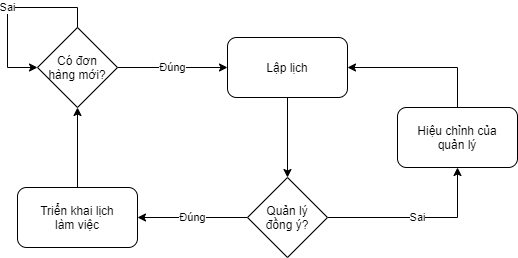 Sai
Có đơn
hàng mới?
Đúng
Lập lịch
Hiệu chỉnh của
quản lý
Triển khai lịch
làm việc
Đúng
Quản lý
đồng ý?
Sai